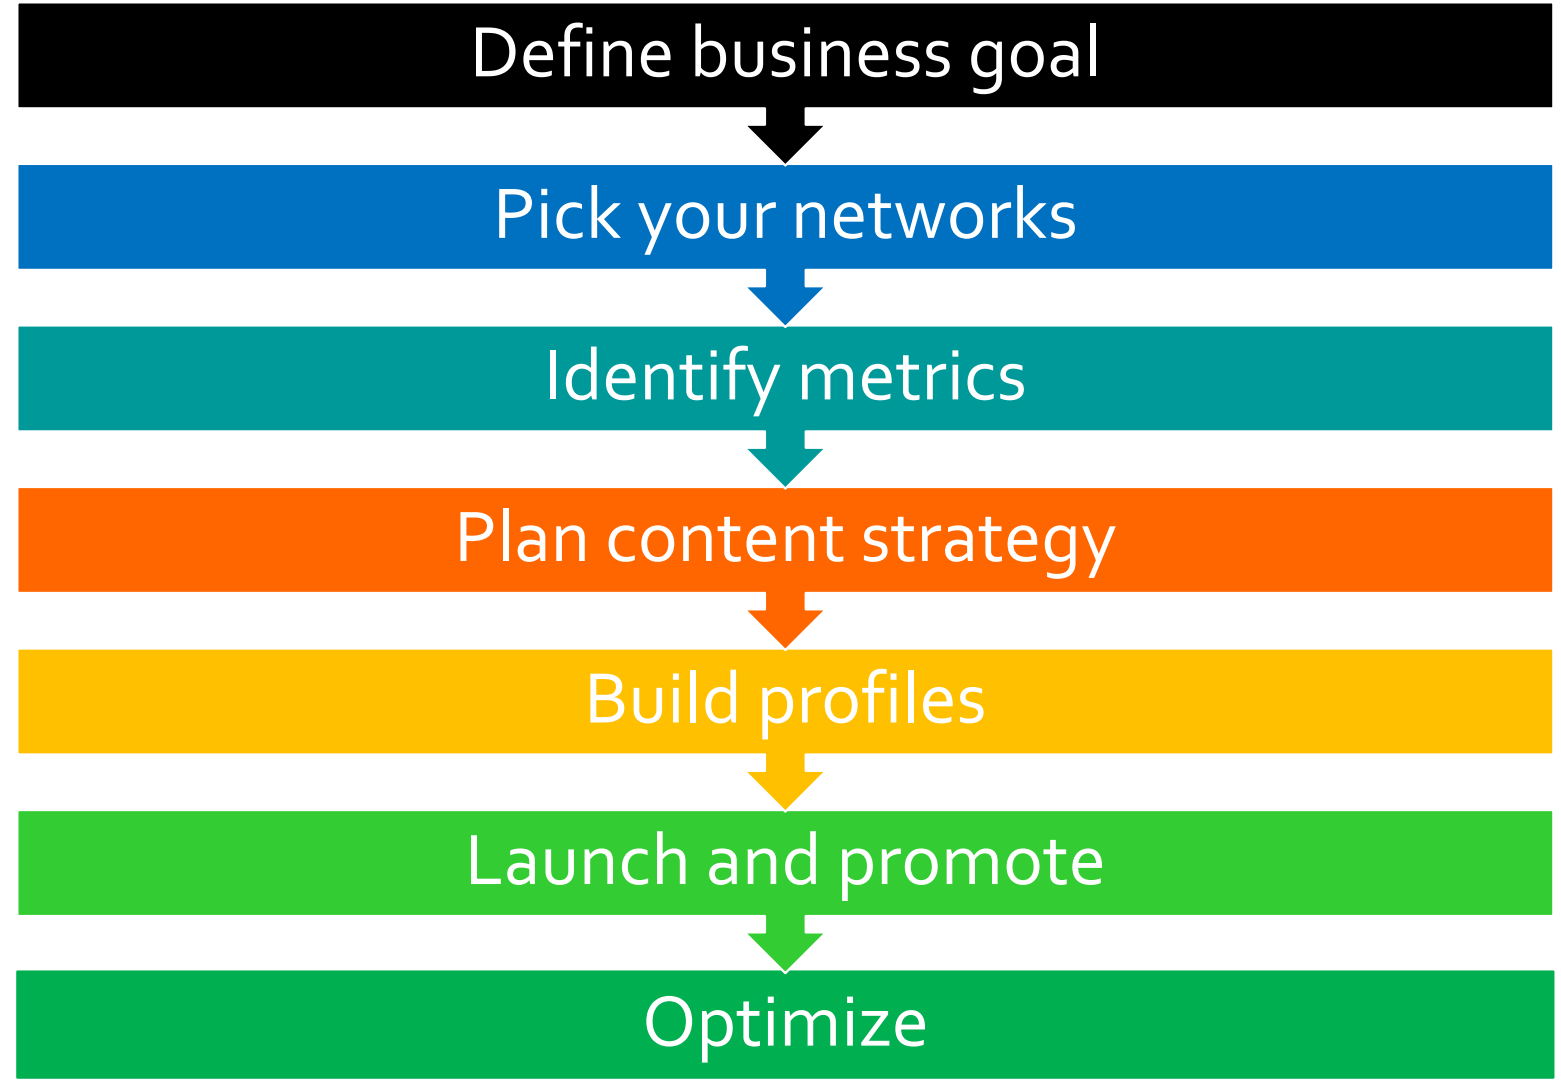 Define business goal
Pick your networks
Identify metrics
Plan content strategy
Build profiles
Launch and promote
Optimize